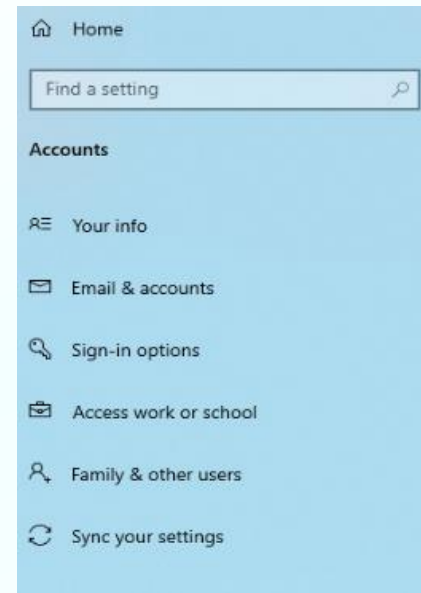 Home
Find a setting
Accounts
Your info
Email & accounts
Sign-in options
Access work or school
Family & other users
Sync your settings